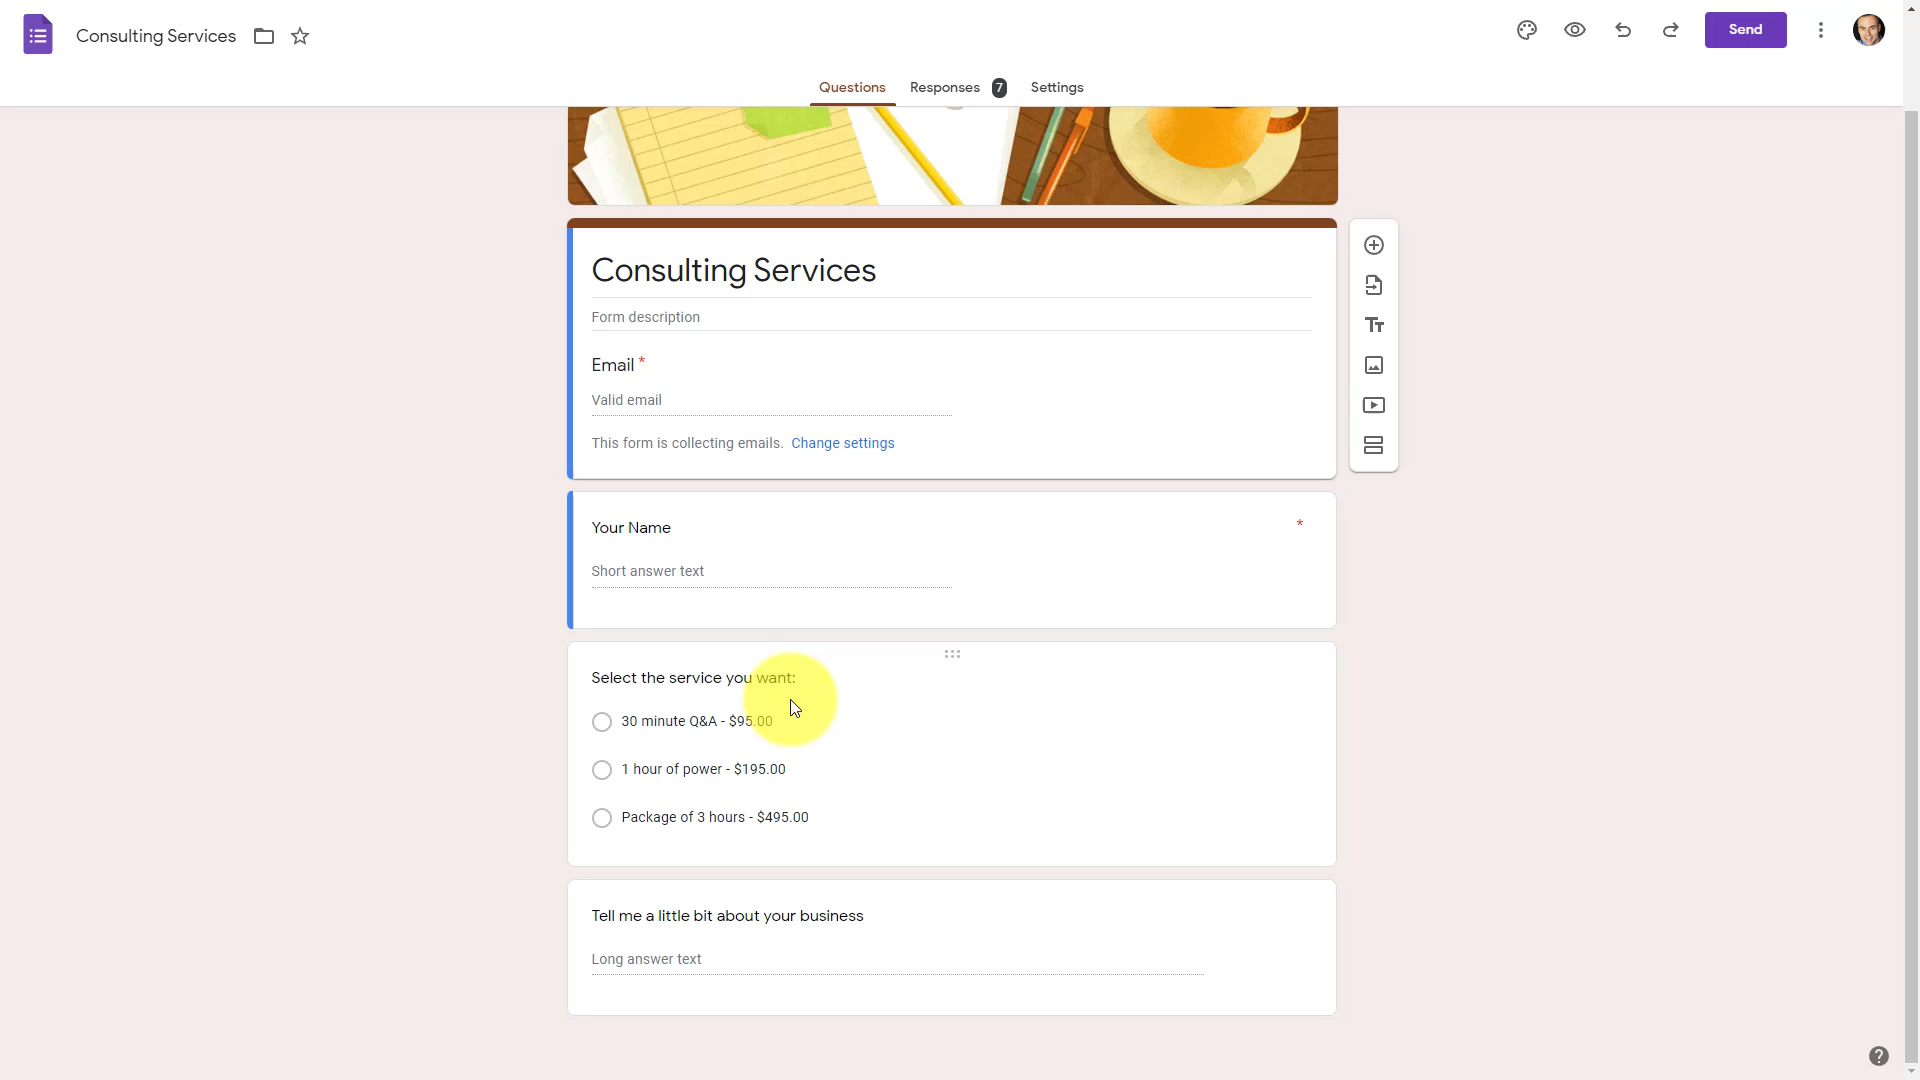 Consulting Services
Send
Questions Responses 7 Settings
Consulting Services
Form description
Email *
Valid email
This form is collecting emails. Change settings
Your Name *
Short answer text
Select the service you want:
30 minute Q&A - $95.00
1 hour of power - $195.00
Package of 3 hours - $495.00
Tell me a little bit about your business
Long answer text